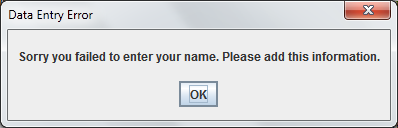 Data Entry Error
Sorry you failed to enter your name. Please add this information.
OK